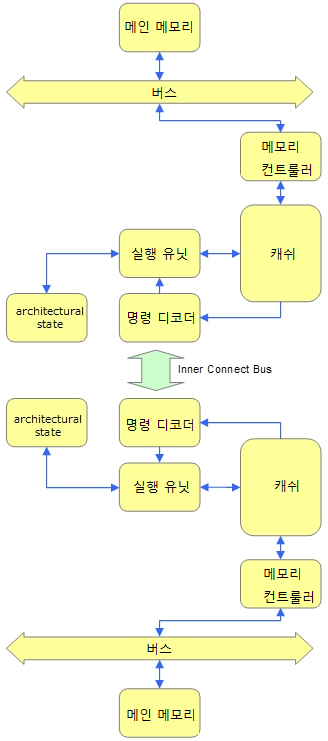 메인 메모리
버스
메모리
컨트롤러
실행 유닛
캐쉬
architectural
state
명령 디코더
Inner Connect Bus
architectural
state
명령 디코더
캐쉬
실행 유닛
메모리
컨트롤러
버스
메인 메모리